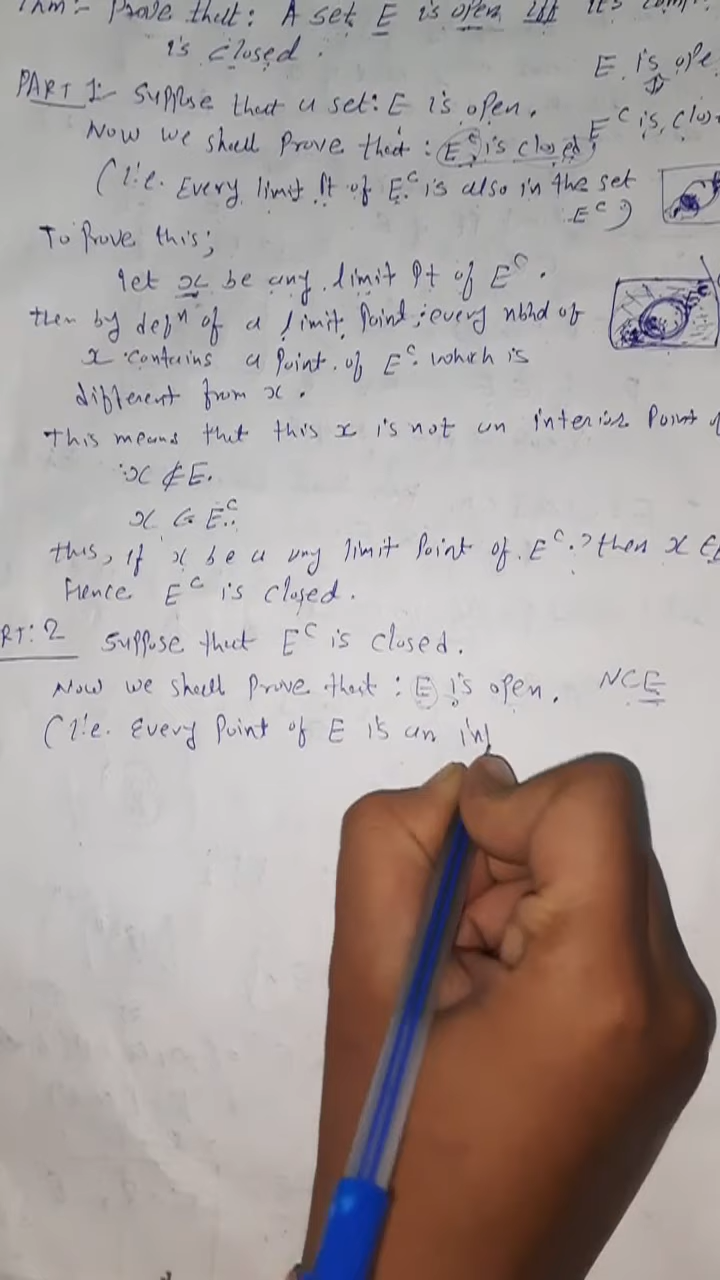 Thm:- Prove that: A set E is open iff its
is closed.
E is ope
⇕
E^c is clos
PART 1:- Suppose that a set: E is open.
Now we shall prove that: E^c is closed
(i.e. Every limit Pt of E^c is also in the set
E^c)
To Prove this;
let x be any limit Pt of E^c.
then by defⁿ of a limit Point, every nbhd of
x contains a Point of E^c which is
different from x.
This means that this x is not an interior Point of
x ∉ E.
x ∈ E^c.
this, if x be a any limit Point of E^c then x ∈
Hence E^c is closed.
RT: 2 Suppose that E^c is closed.
Now we shall Prove that: E is open. NCE
(i.e. Every Point of E is an in